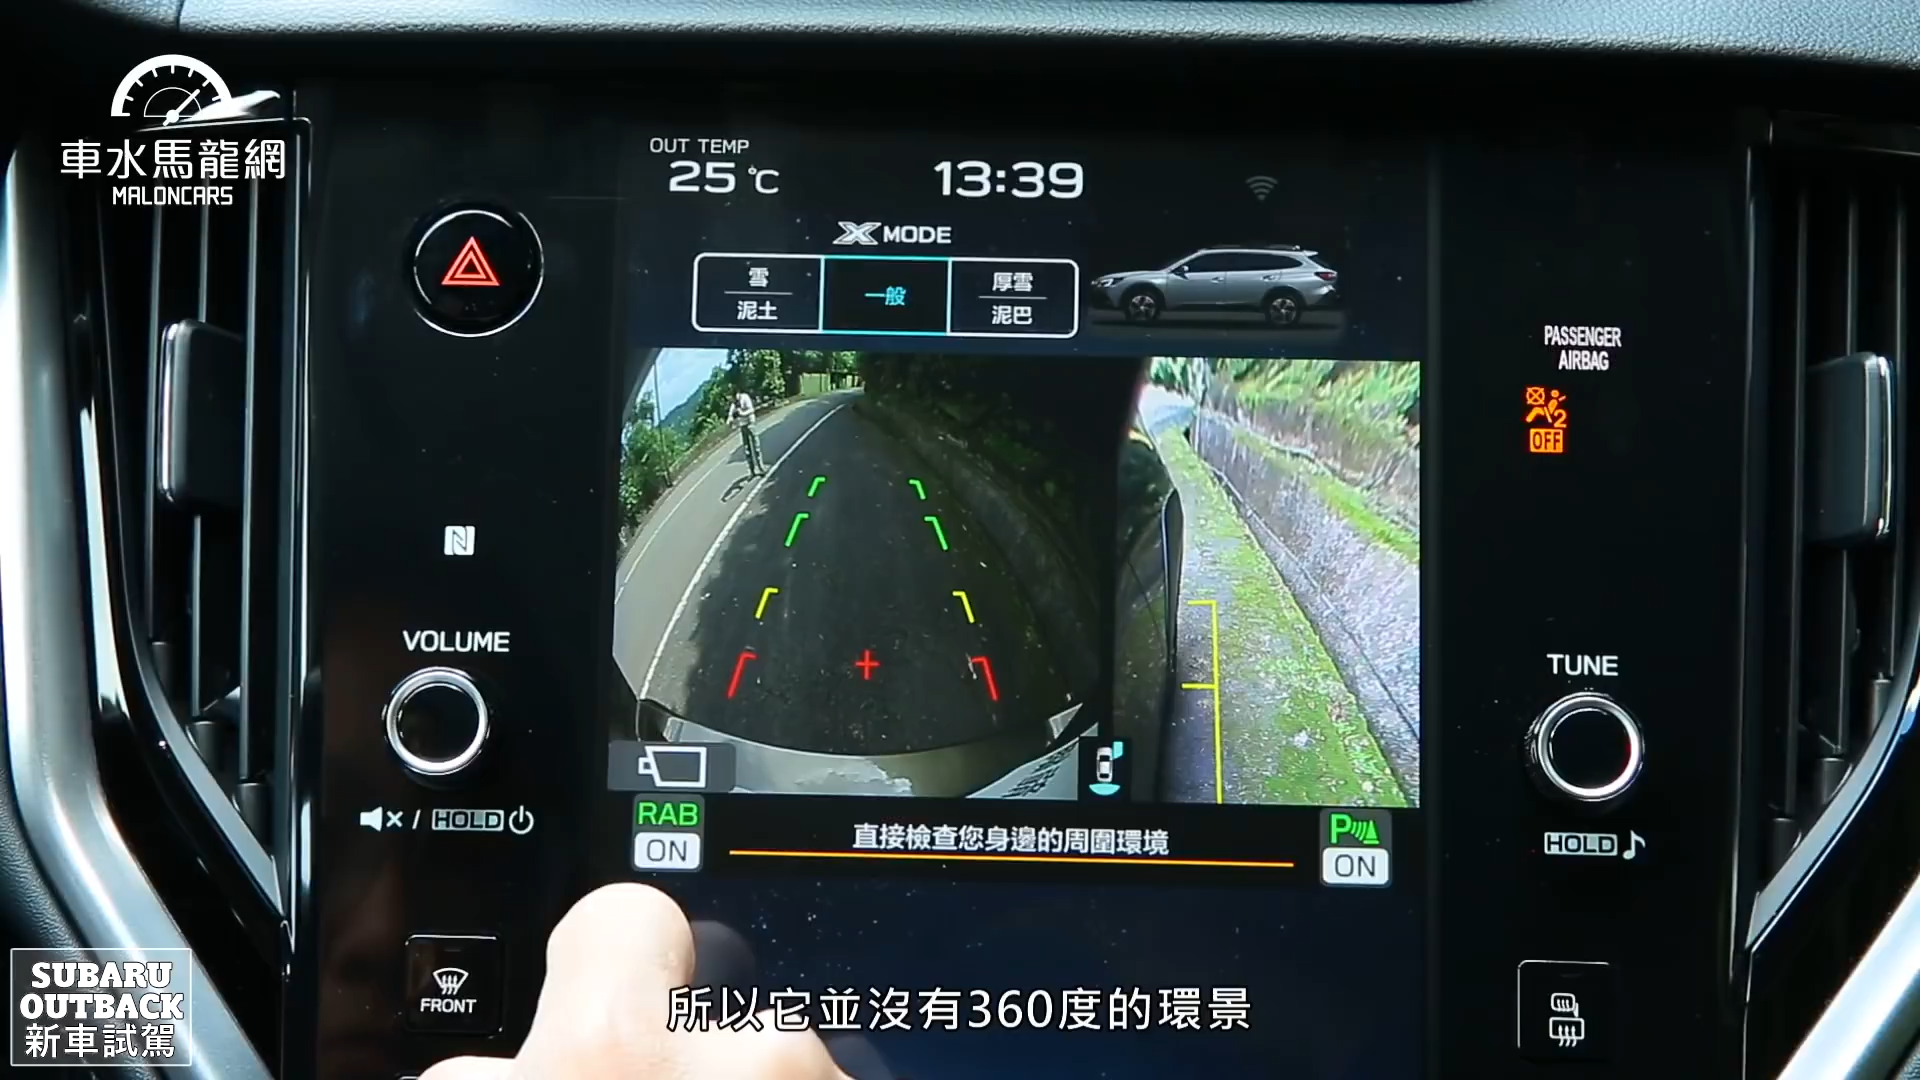 車水馬龍網
MALONCARS
OUT TEMP
25 °C
13:39
X MODE
雪
泥土
一般
厚雪
泥巴
PASSENGER
AIRBAG
2
OFF
N
VOLUME
TUNE
/ HOLD
HOLD
RAB
ON
直接檢查您身邊的周圍環境
P
ON
FRONT
SUBARU
OUTBACK
新車試駕
所以它並沒有360度的環景